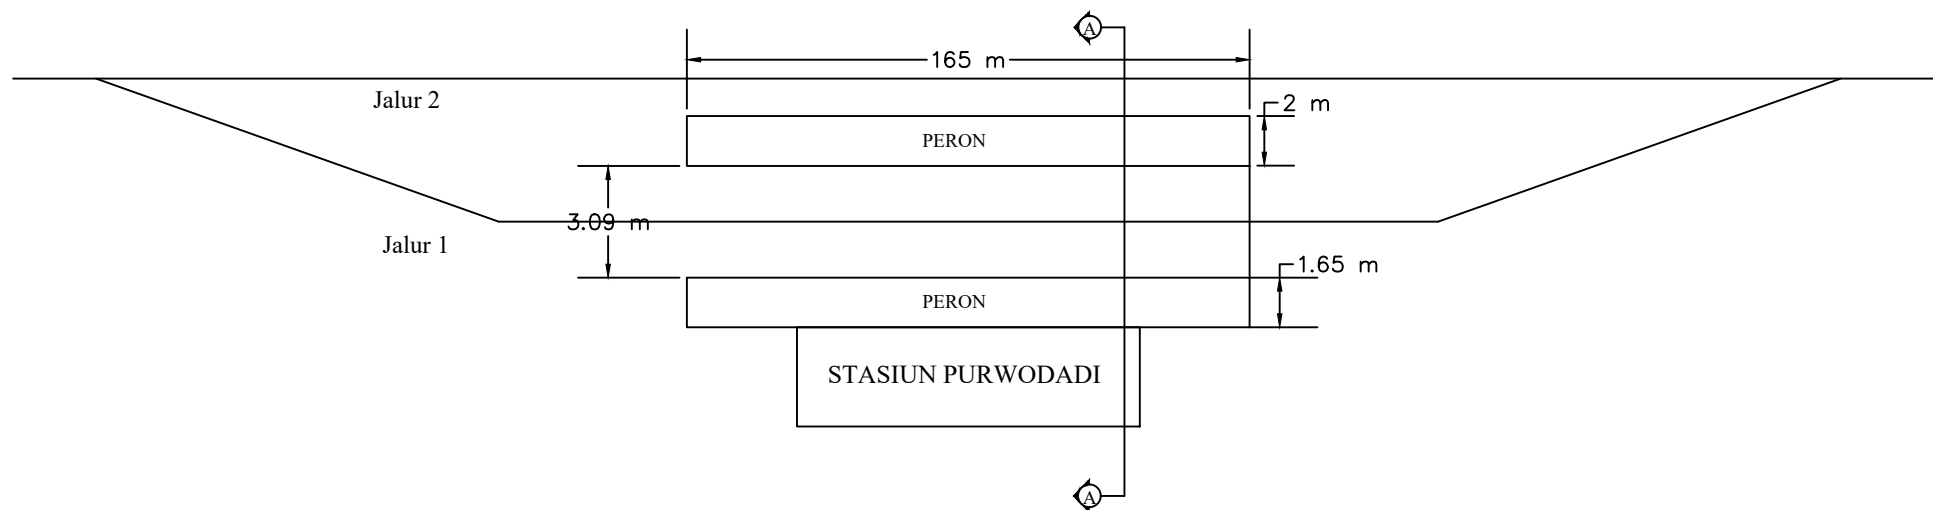 A
165 m
Jalur 2
2 m
PERON
3.09 m
Jalur 1
1.65 m
PERON
STASIUN PURWODADI
A